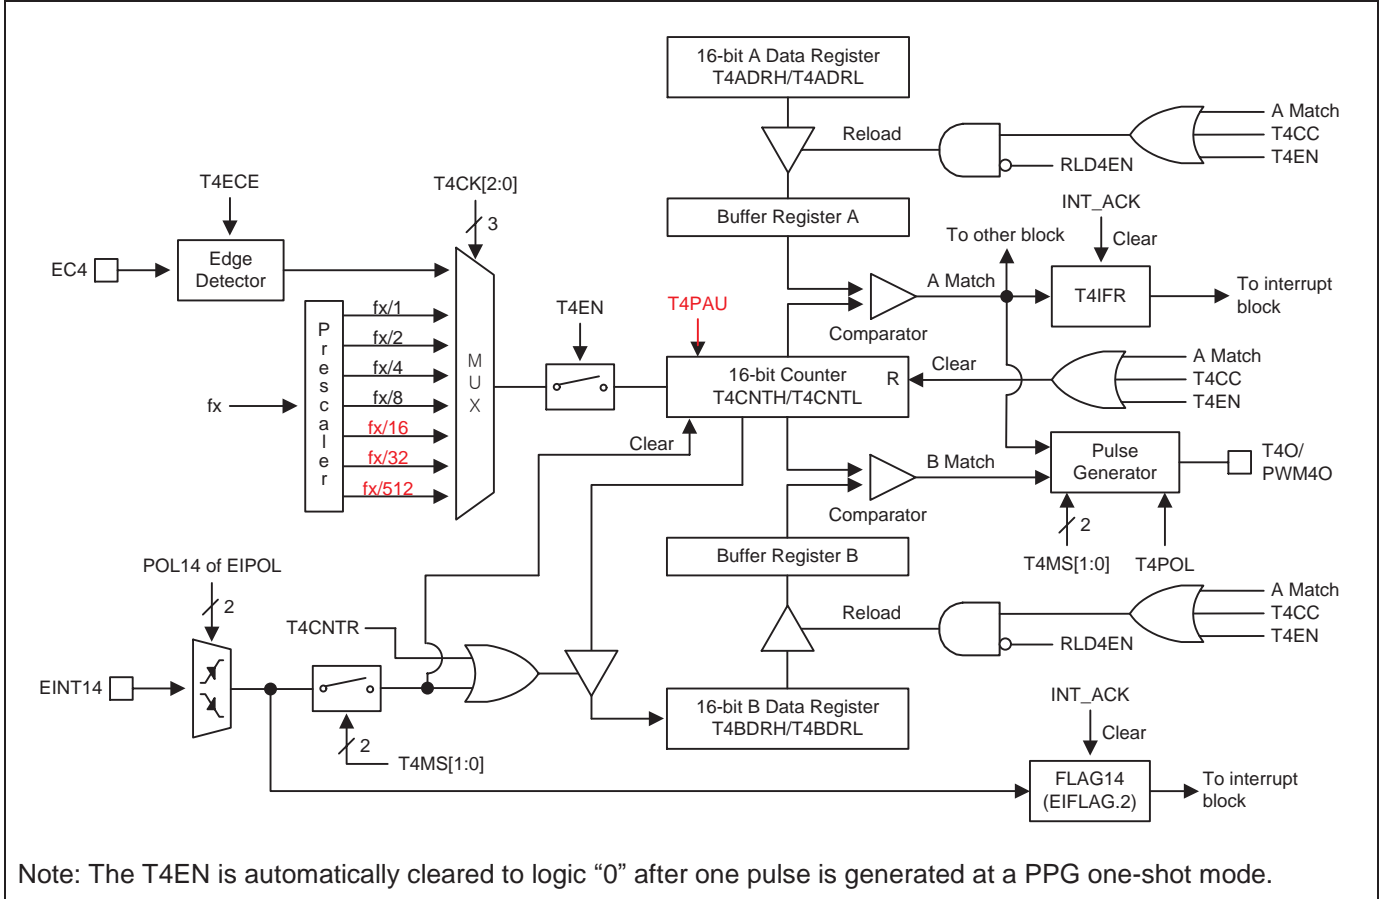 16-bit A Data Register
T4ADRH/T4ADRL
Reload
A Match
T4CC
T4EN
RLD4EN
T4ECE
T4CK[2:0]
3
Buffer Register A
INT_ACK
Clear
To other block
EC4
Edge
Detector
A Match
T4IFR
To interrupt
block
Comparator
T4EN
T4PAU
Prescaler
fx/1
fx/2
fx/4
fx/8
fx/16
fx/32
fx/512
fx
MUX
16-bit Counter
T4CNTH/T4CNTL
R
Clear
A Match
T4CC
T4EN
Clear
B Match
Comparator
Pulse
Generator
T4O/
PWM4O
2
T4MS[1:0]
T4POL
Buffer Register B
POL14 of EIPOL
2
T4CNTR
Reload
A Match
T4CC
T4EN
RLD4EN
EINT14
2
T4MS[1:0]
16-bit B Data Register
T4BDRH/T4BDRL
INT_ACK
Clear
FLAG14
(EIFLAG.2)
To interrupt
block
Note: The T4EN is automatically cleared to logic “0” after one pulse is generated at a PPG one-shot mode.